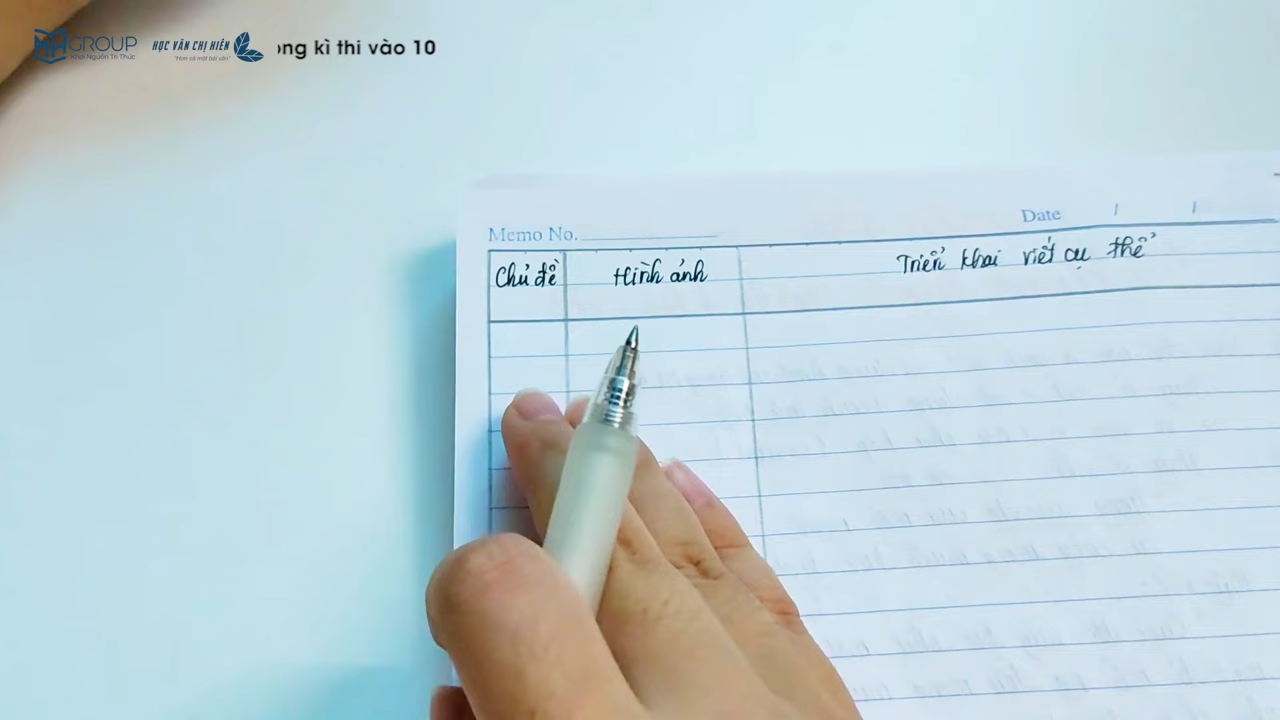 MH GROUP
Khơi Nguồn Tri Thức
HỌC VĂN CHỊ HIÊN
"Hơn cả một bài văn"
ong kì thi vào 10
Memo No.
Date / /
Chủ đề Hình ảnh Triển khai viết cụ thể